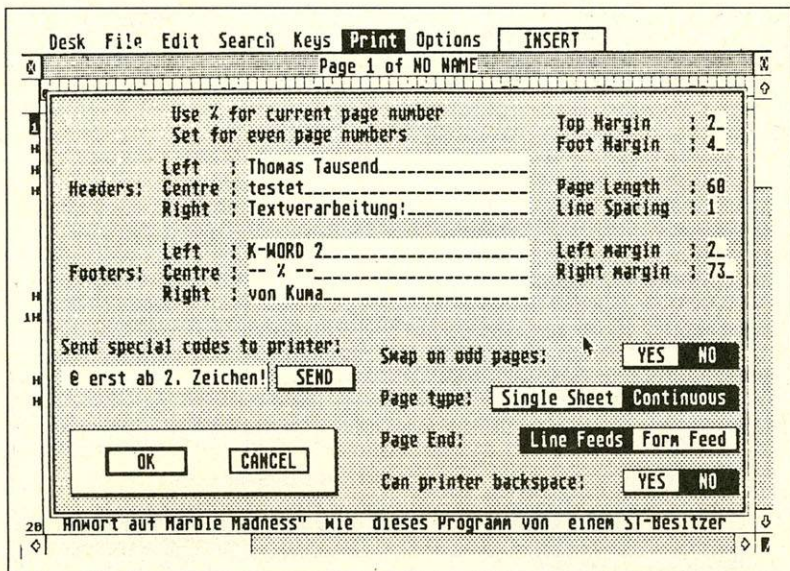 Desk File Edit Search Keys Print Options INSERT
Page 1 of NO NAME
Use % for current page number
Set for even page numbers
Top Margin : 2_
Foot Margin : 4_
Headers:
Left : Thomas Tausend
Centre : testet
Right : Textverarbeitung:
Page Length : 60
Line Spacing : 1
Footers:
Left : K-WORD 2
Centre : -- % --
Right : von Kuma
Left margin : 2_
Right margin : 73_
Send special codes to printer:
@ erst ab 2. Zeichen! SEND
Swap on odd pages: YES NO
Page type: Single Sheet Continuous
Page End: Line Feeds Form Feed
Can printer backspace: YES NO
OK CANCEL
20 Anwort auf Marble Madness" wie dieses Programm von einem ST-Besitzer